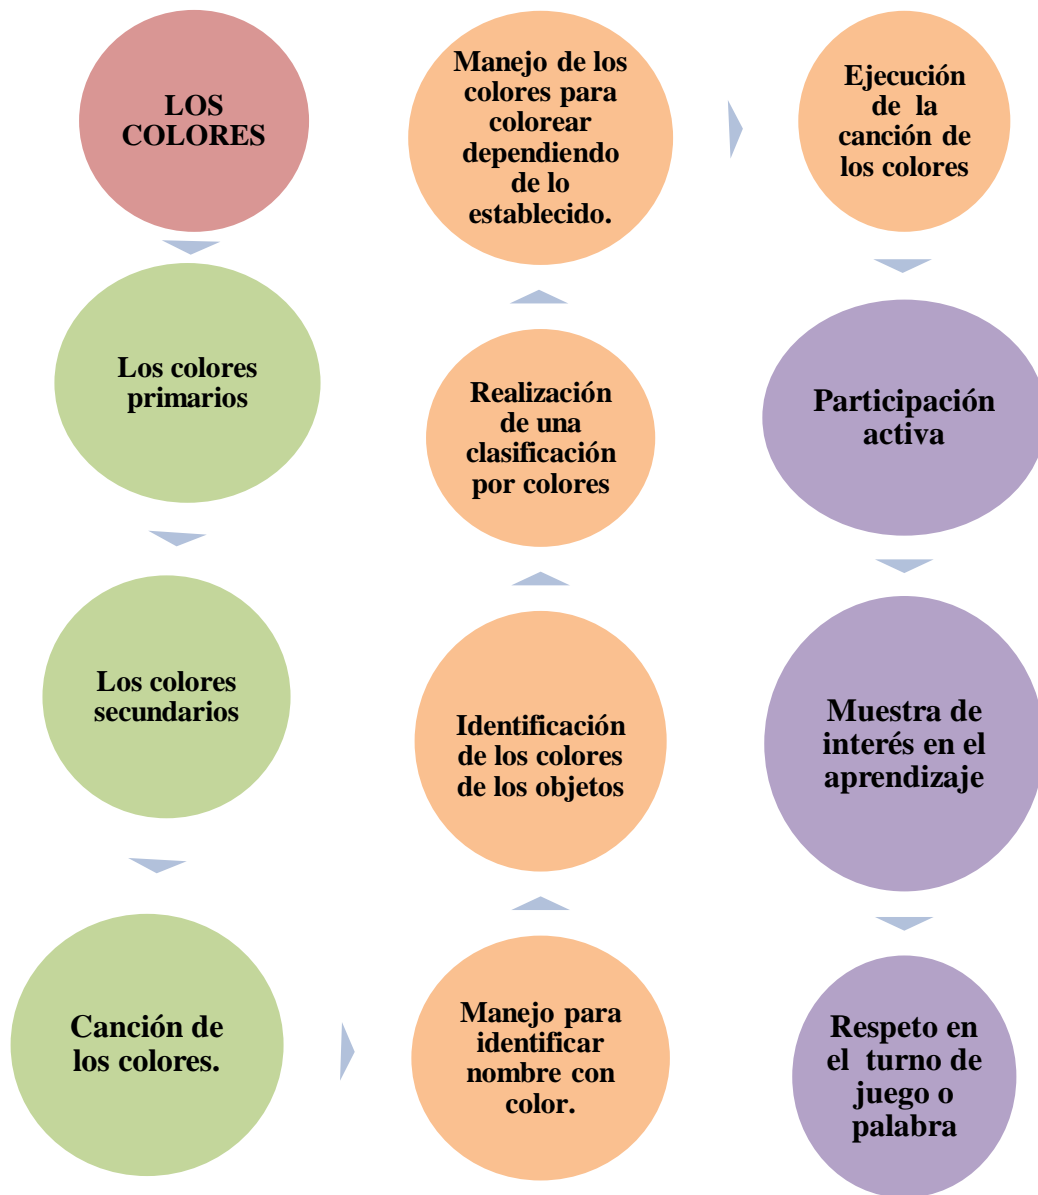 LOS
COLORES
Los colores
primarios
Los colores
secundarios
Canción de
los colores.
Manejo para
identificar
nombre con
color.
Identificación
de los colores
de los objetos
Realización
de una
clasificación
por colores
Manejo de los
colores para
colorear
dependiendo
de lo
establecido.
Ejecución
de la
canción de
los colores
Participación
activa
Muestra de
interés en el
aprendizaje
Respeto en
el turno de
juego o
palabra